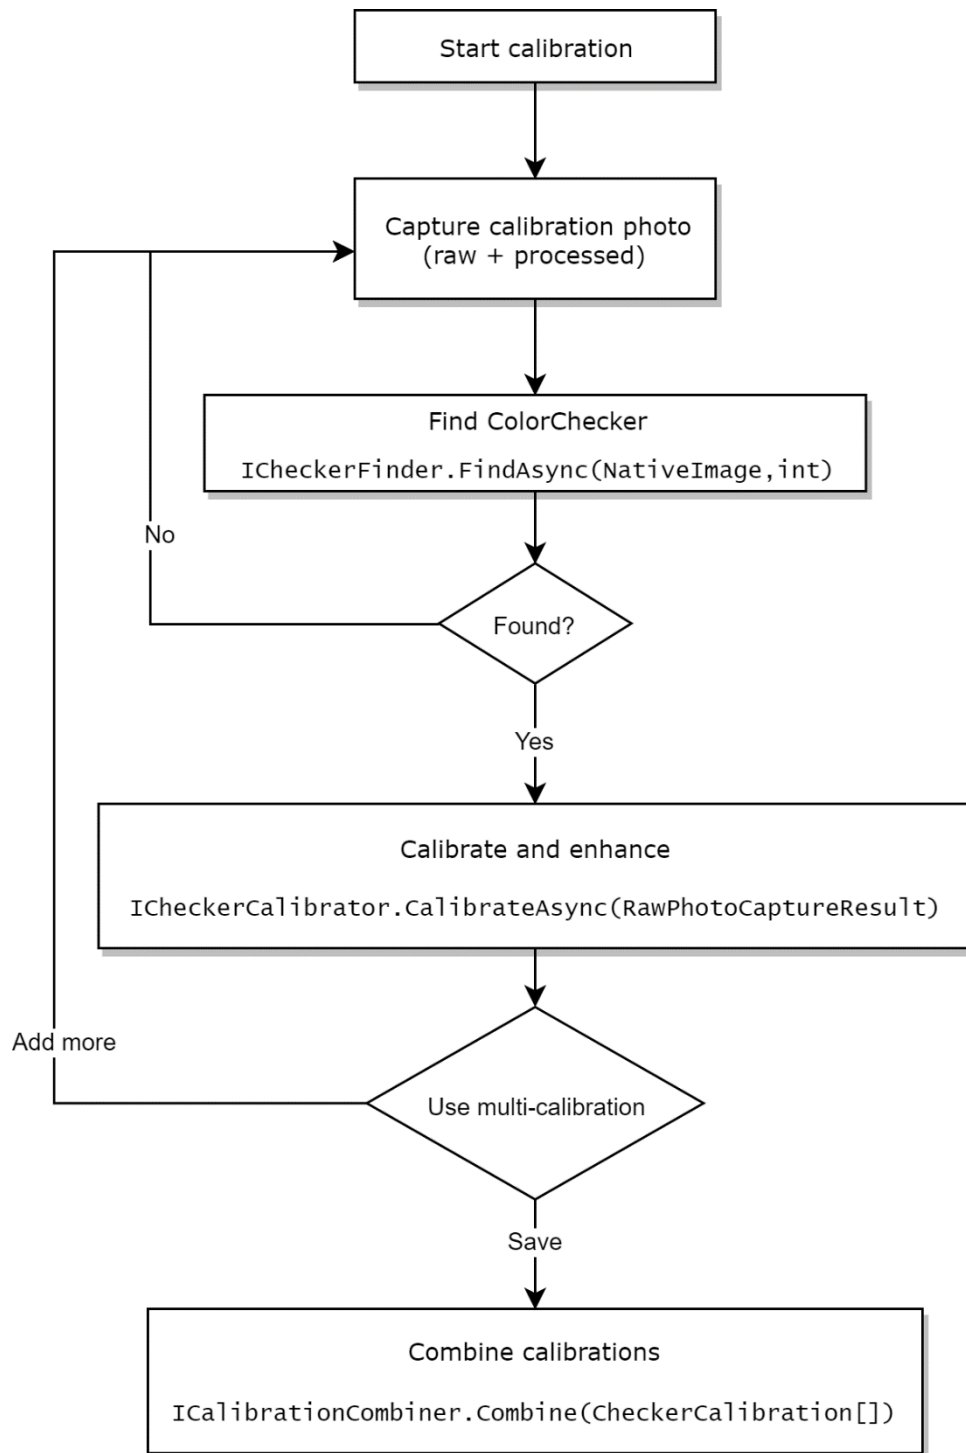 Start calibration
Capture calibration photo
(raw + processed)
Find ColorChecker
ICheckerFinder.FindAsync(NativeImage,int)
No
Found?
Yes
Calibrate and enhance
ICheckerCalibrator.CalibrateAsync(RawPhotoCaptureResult)
Add more
Use multi-calibration
Save
Combine calibrations
ICalibrationCombiner.Combine(CheckerCalibration[])